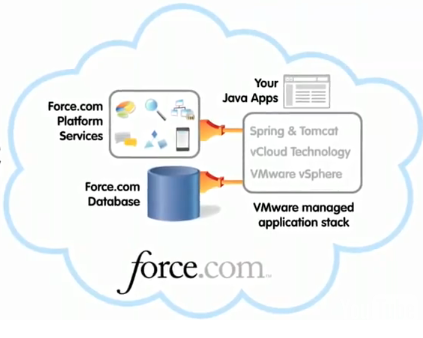 Your
Java Apps
Force.com
Platform
Services
Spring & Tomcat
vCloud Technology
VMware vSphere
Force.com
Database
VMware managed
application stack
force.com